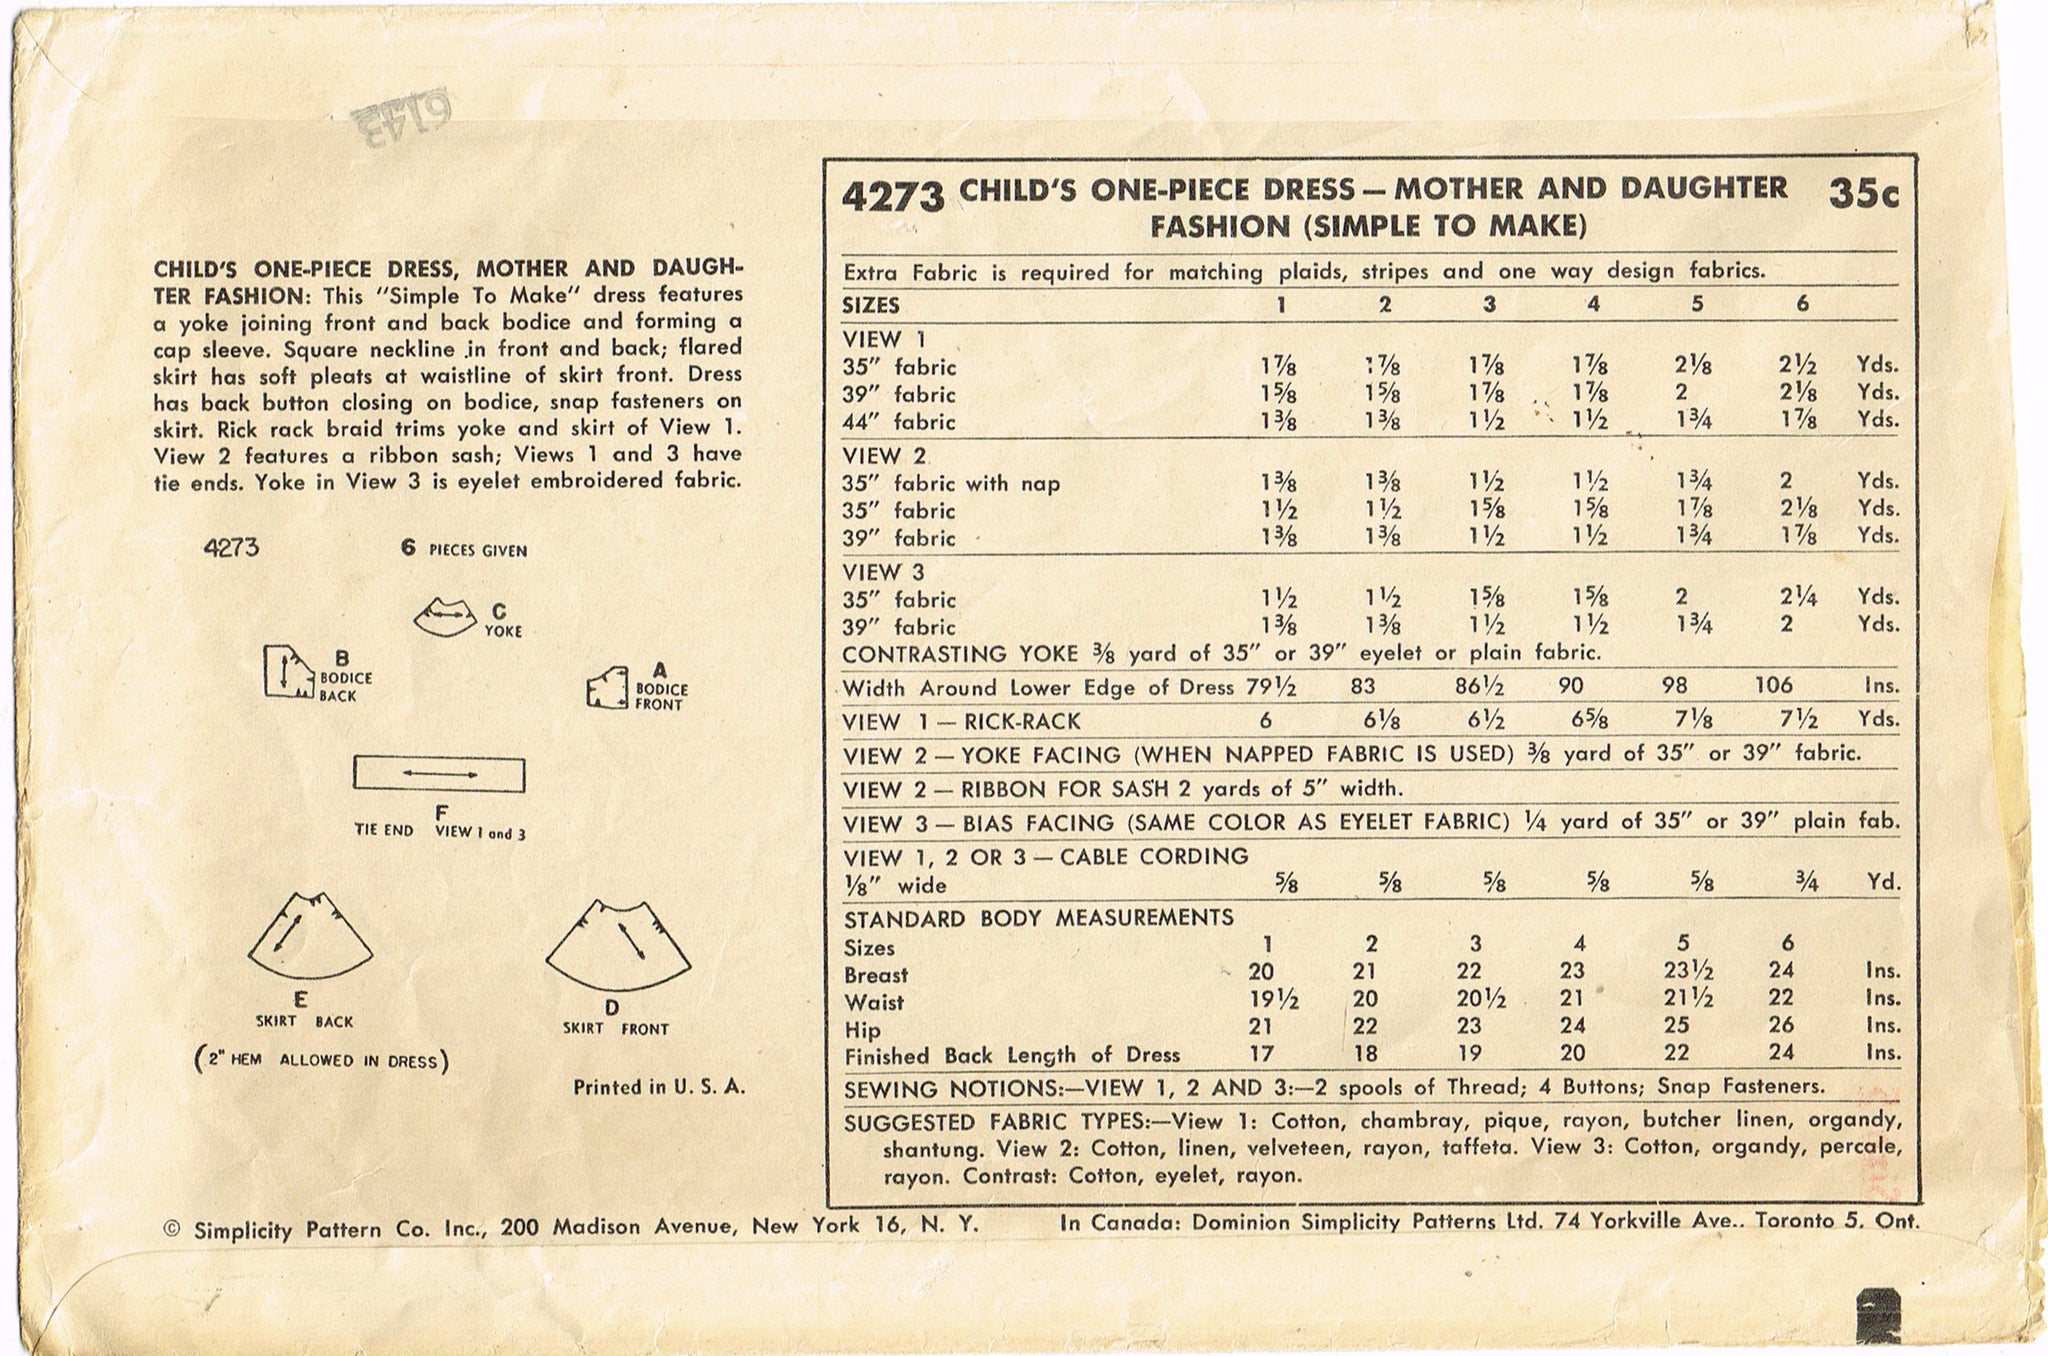 6143
CHILD'S ONE-PIECE DRESS, MOTHER AND DAUGH-
TER FASHION: This "Simple To Make" dress features
a yoke joining front and back bodice and forming a
cap sleeve. Square neckline in front and back; flared
skirt has soft pleats at waistline of skirt front. Dress
has back button closing on bodice, snap fasteners on
skirt. Rick rack braid trims yoke and skirt of View 1.
View 2 features a ribbon sash; Views 1 and 3 have
tie ends. Yoke in View 3 is eyelet embroidered fabric.
4273 6 PIECES GIVEN
C
YOKE
B
BODICE
BACK
A
BODICE
FRONT
F
TIE END VIEW 1 and 3
E
SKIRT BACK
D
SKIRT FRONT
(2" HEM ALLOWED IN DRESS)
Printed in U. S. A.
4273 CHILD'S ONE-PIECE DRESS — MOTHER AND DAUGHTER 35c
FASHION (SIMPLE TO MAKE)
Extra Fabric is required for matching plaids, stripes and one way design fabrics.
SIZES 1 2 3 4 5 6
VIEW 1
35" fabric 1⅞ 1⅞ 1⅞ 1⅞ 2⅛ 2½ Yds.
39" fabric 1⅝ 1⅝ 1⅞ 1⅞ 2 2⅛ Yds.
44" fabric 1⅜ 1⅜ 1½ 1½ 1¾ 1⅞ Yds.
VIEW 2
35" fabric with nap 1⅜ 1⅜ 1½ 1½ 1¾ 2 Yds.
35" fabric 1½ 1½ 1⅝ 1⅝ 1⅞ 2⅛ Yds.
39" fabric 1⅜ 1⅜ 1½ 1½ 1¾ 1⅞ Yds.
VIEW 3
35" fabric 1½ 1½ 1⅝ 1⅝ 2 2¼ Yds.
39" fabric 1⅜ 1⅜ 1½ 1½ 1¾ 2 Yds.
CONTRASTING YOKE ⅜ yard of 35" or 39" eyelet or plain fabric.
Width Around Lower Edge of Dress 79½ 83 86½ 90 98 106 Ins.
VIEW 1 — RICK-RACK 6 6⅛ 6½ 6⅝ 7⅛ 7½ Yds.
VIEW 2 — YOKE FACING (WHEN NAPPED FABRIC IS USED) ⅜ yard of 35" or 39" fabric.
VIEW 2 — RIBBON FOR SASH 2 yards of 5" width.
VIEW 3 — BIAS FACING (SAME COLOR AS EYELET FABRIC) ¼ yard of 35" or 39" plain fab.
VIEW 1, 2 OR 3 — CABLE CORDING
⅛" wide ⅝ ⅝ ⅝ ⅝ ⅝ ¾ Yd.
STANDARD BODY MEASUREMENTS
Sizes 1 2 3 4 5 6
Breast 20 21 22 23 23½ 24 Ins.
Waist 19½ 20 20½ 21 21½ 22 Ins.
Hip 21 22 23 24 25 26 Ins.
Finished Back Length of Dress 17 18 19 20 22 24 Ins.
SEWING NOTIONS:—VIEW 1, 2 AND 3:—2 spools of Thread; 4 Buttons; Snap Fasteners.
SUGGESTED FABRIC TYPES:—View 1: Cotton, chambray, pique, rayon, butcher linen, organdy,
shantung. View 2: Cotton, linen, velveteen, rayon, taffeta. View 3: Cotton, organdy, percale,
rayon. Contrast: Cotton, eyelet, rayon.
© Simplicity Pattern Co. Inc., 200 Madison Avenue, New York 16, N. Y. In Canada: Dominion Simplicity Patterns Ltd. 74 Yorkville Ave.. Toronto 5. Ont.